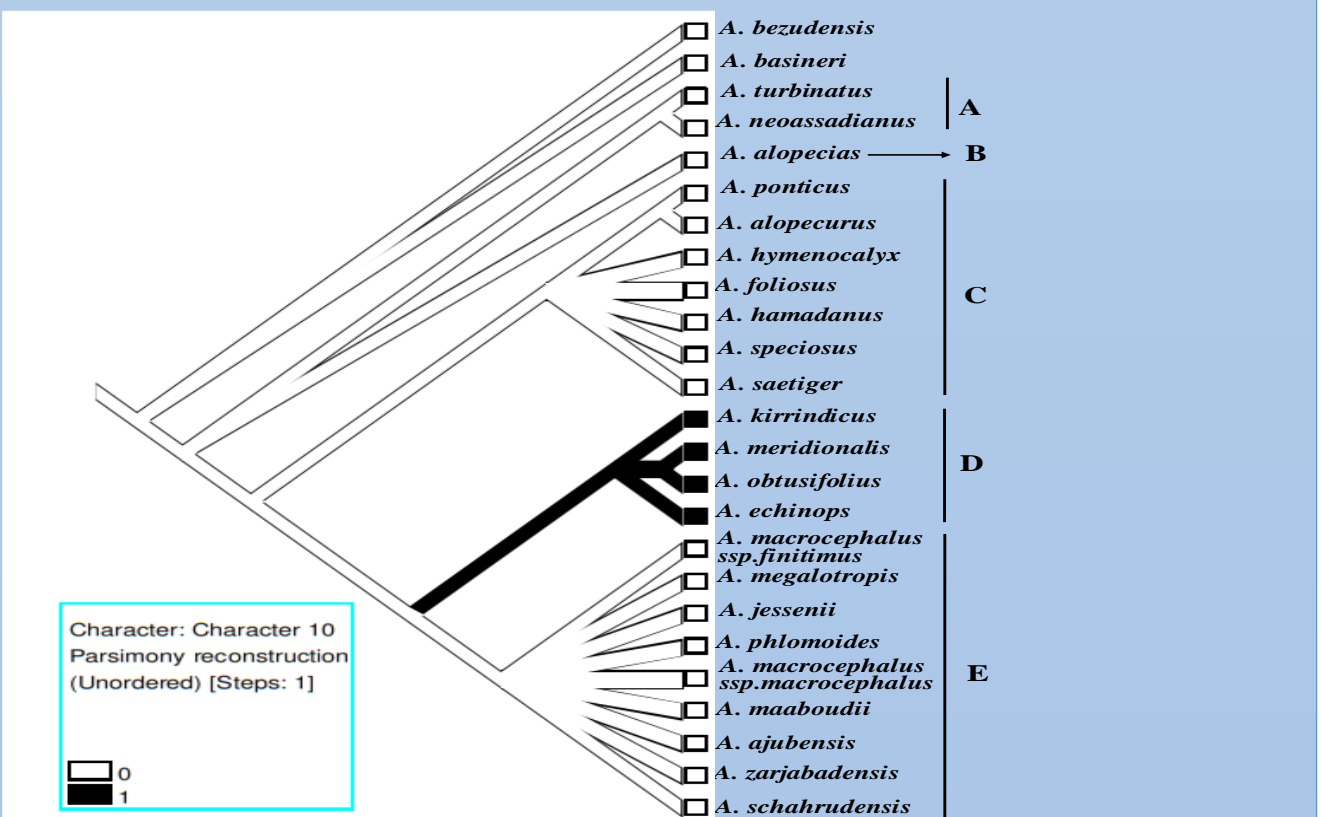 A. bezudensis
A. basineri
A. turbinatus
A. neoassadianus
A
A. alopecias
B
A. ponticus
A. alopecurus
A. hymenocalyx
A. foliosus
A. hamadanus
A. speciosus
A. saetiger
C
A. kirrindicus
A. meridionalis
A. obtusifolius
A. echinops
D
A. macrocephalus
ssp.finitimus
A. megalotropis
A. jessenii
A. phlomoides
A. macrocephalus
ssp.macrocephalus
A. maaboudii
A. ajubensis
A. zarjabadensis
A. schahrudensis
E
Character: Character 10
Parsimony reconstruction
(Unordered) [Steps: 1]
0
1